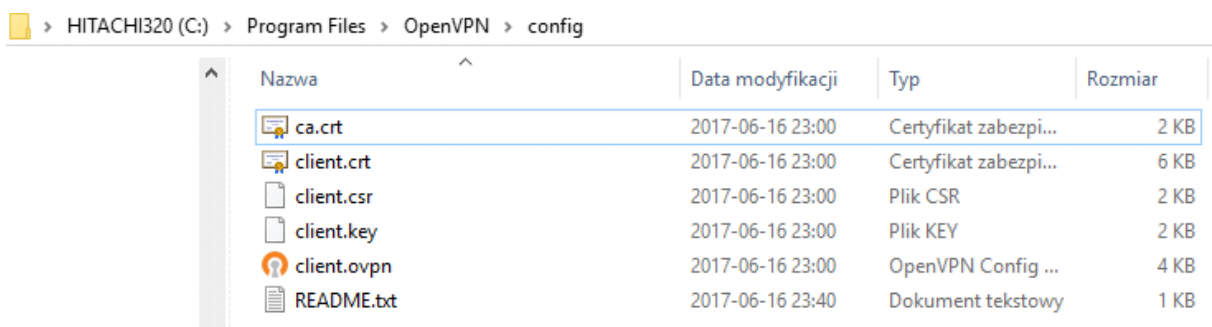 HITACHI320 (C:) > Program Files > OpenVPN > config
Nazwa Data modyfikacji Typ Rozmiar
ca.crt 2017-06-16 23:00 Certyfikat zabezpi... 2 KB
client.crt 2017-06-16 23:00 Certyfikat zabezpi... 6 KB
client.csr 2017-06-16 23:00 Plik CSR 2 KB
client.key 2017-06-16 23:00 Plik KEY 2 KB
client.ovpn 2017-06-16 23:00 OpenVPN Config ... 4 KB
README.txt 2017-06-16 23:40 Dokument tekstowy 1 KB